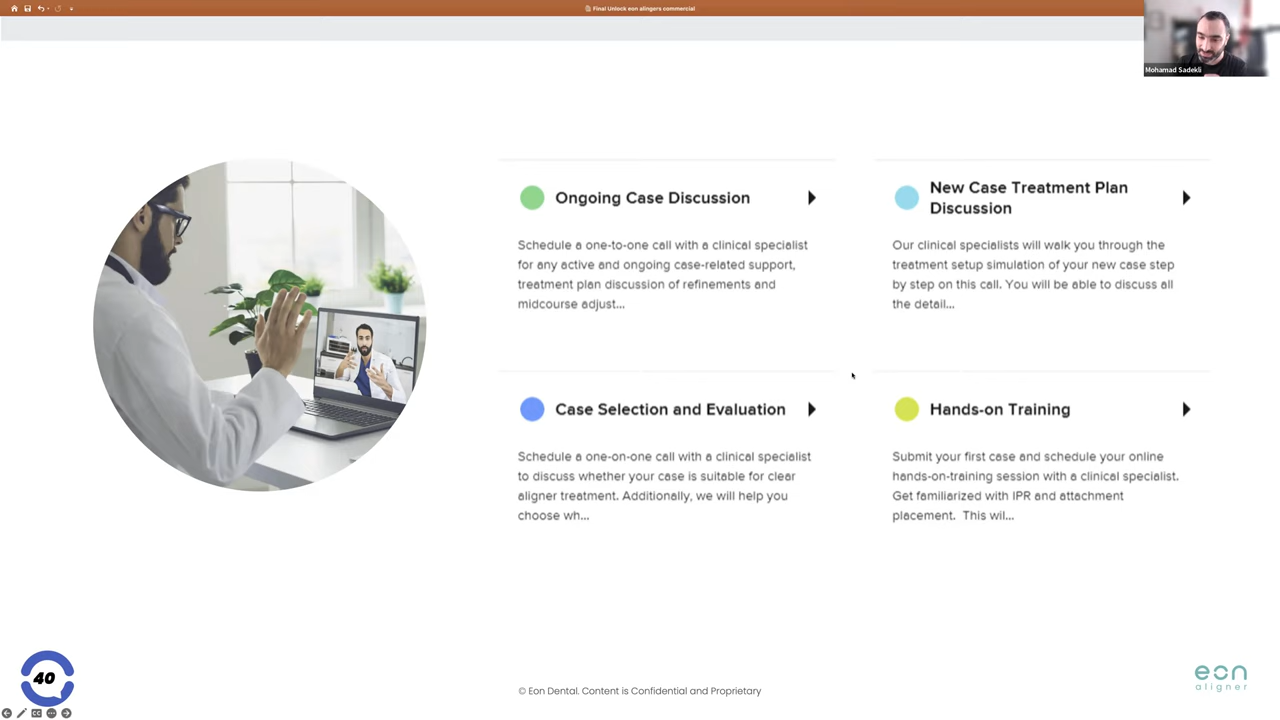 Final Unlock eon alingers commercial
Mohamad Sadekli
Ongoing Case Discussion
Schedule a one-to-one call with a clinical specialist
for any active and ongoing case-related support,
treatment plan discussion of refinements and
midcourse adjust...
New Case Treatment Plan
Discussion
Our clinical specialists will walk you through the
treatment setup simulation of your new case step
by step on this call. You will be able to discuss all
the detail...
Case Selection and Evaluation
Schedule a one-on-one call with a clinical specialist
to discuss whether your case is suitable for clear
aligner treatment. Additionally, we will help you
choose wh...
Hands-on Training
Submit your first case and schedule your online
hands-on-training session with a clinical specialist.
Get familiarized with IPR and attachment
placement. This wil...
40
© Eon Dental. Content is Confidential and Proprietary
eon
aligner